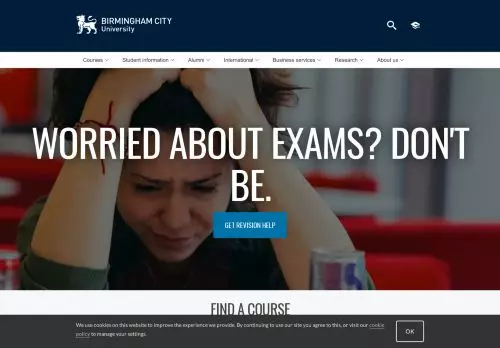 BIRMINGHAM CITY
University
Courses
Student information
Alumni
International
Business services
Research
About us
WORRIED ABOUT EXAMS? DON'T
BE.
GET REVISION HELP
FIND A COURSE
We use cookies on this website to improve the experience we provide. By continuing to use our site you agree to this, or visit our cookie
policy to manage your settings.
OK